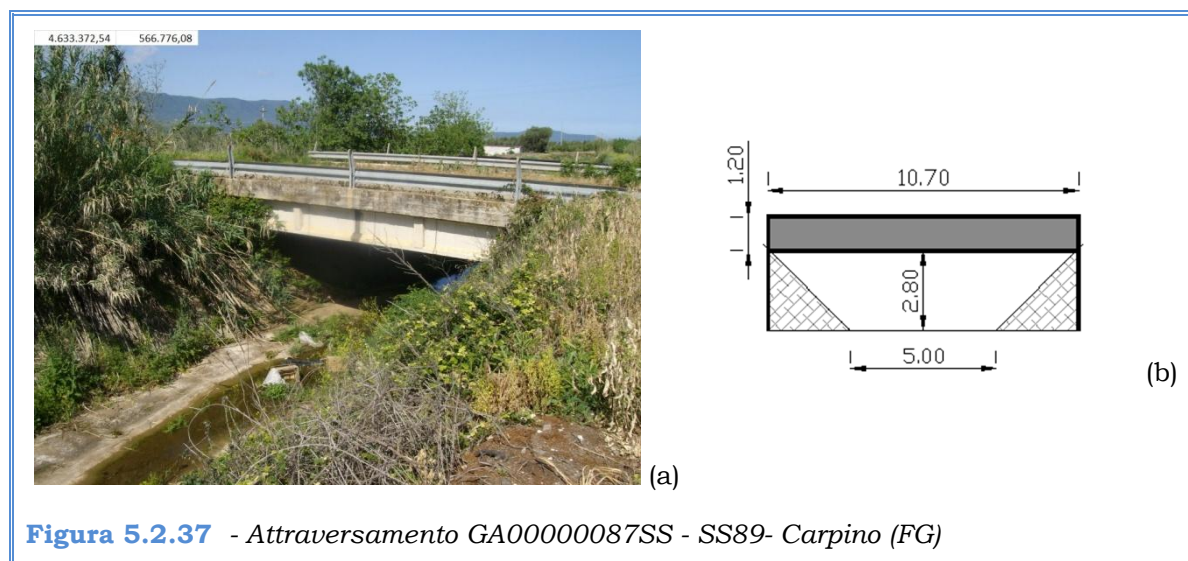 4.633.372,54 566.776,08
1.20
10.70
2.80
5.00
(a)
(b)
Figura 5.2.37 - Attraversamento GA00000087SS - SS89- Carpino (FG)